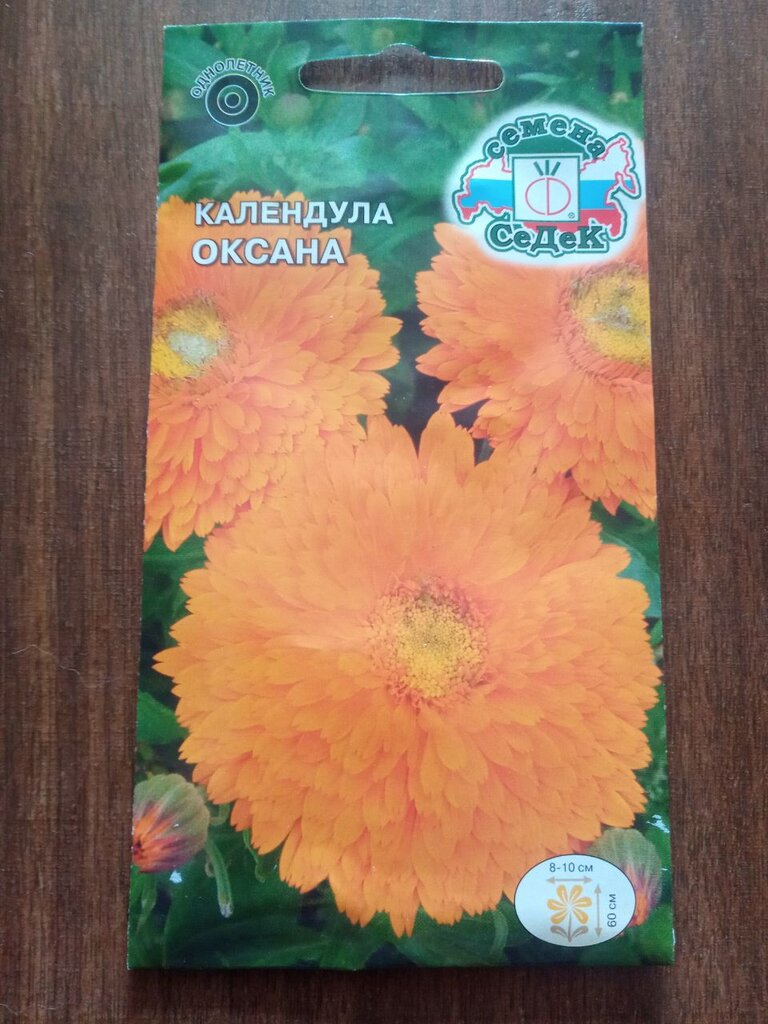 ОДНОЛЕТНИК
семена
СеДеК
®
КАЛЕНДУЛА
ОКСАНА
8-10 см
60 см